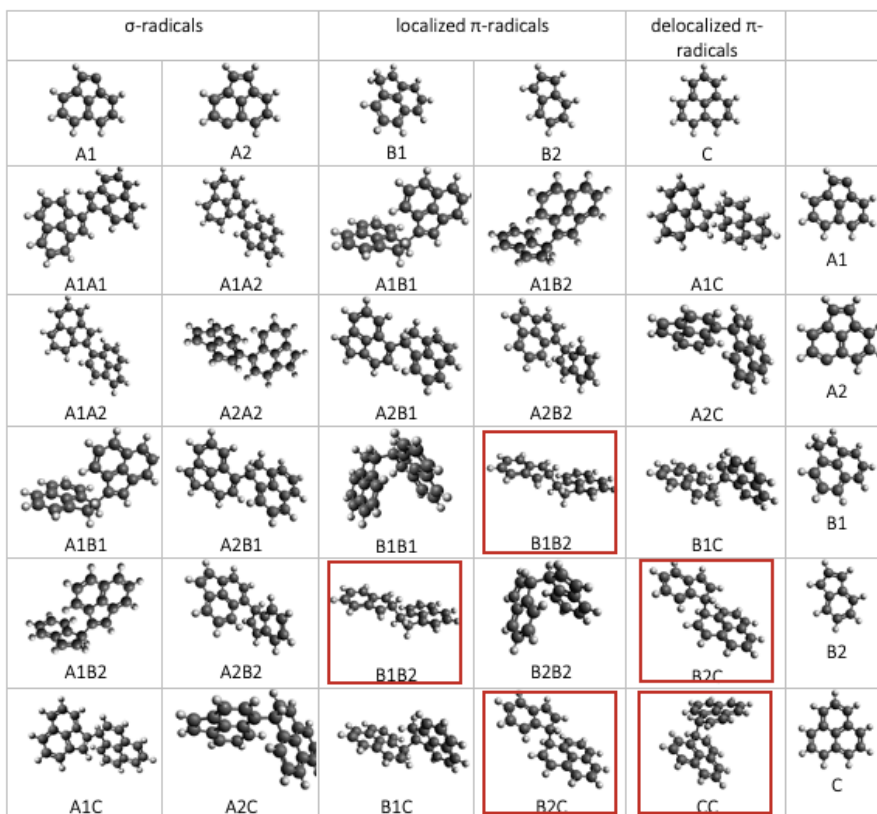 σ-radicals
localized π-radicals
delocalized π-
radicals
A1
A2
B1
B2
C
A1A1
A1A2
A1B1
A1B2
A1C
A1
A1A2
A2A2
A2B1
A2B2
A2C
A2
A1B1
A2B1
B1B1
B1B2
B1C
B1
A1B2
A2B2
B1B2
B2B2
B2C
B2
A1C
A2C
B1C
B2C
CC
C